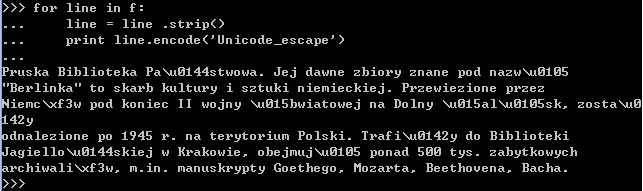 >>> for line in f:
...     line = line .strip()
...     print line.encode('Unicode_escape')
...
Pruska Biblioteka Pa\u0144stwowa. Jej dawne zbiory znane pod nazw\u0105
"Berlinka" to skarb kultury i sztuki niemieckiej. Przewiezione przez
Niemc\xf3w pod koniec II wojny \u015bwiatowej na Dolny \u015al\u0105sk, zosta\u0
142y
odnalezione po 1945 r. na terytorium Polski. Trafi\u0142y do Biblioteki
Jagiello\u0144skiej w Krakowie, obejmuj\u0105 ponad 500 tys. zabytkowych
archiwali\xf3w, m.in. manuskrypty Goethego, Mozarta, Beethovena, Bacha.
>>>